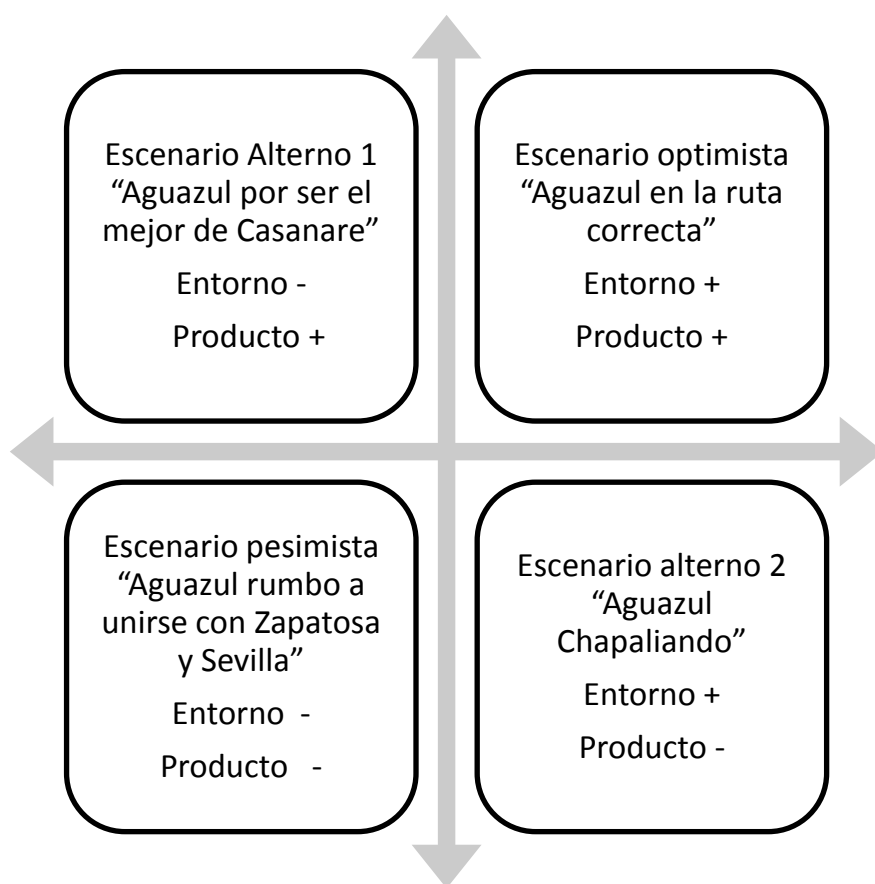 Escenario Alterno 1
“Aguazul por ser el
mejor de Casanare”
Entorno -
Producto +
Escenario optimista
“Aguazul en la ruta
correcta”
Entorno +
Producto +
Escenario pesimista
“Aguazul rumbo a
unirse con Zapatosa
y Sevilla”
Entorno -
Producto -
Escenario alterno 2
“Aguazul
Chapaliando”
Entorno +
Producto -